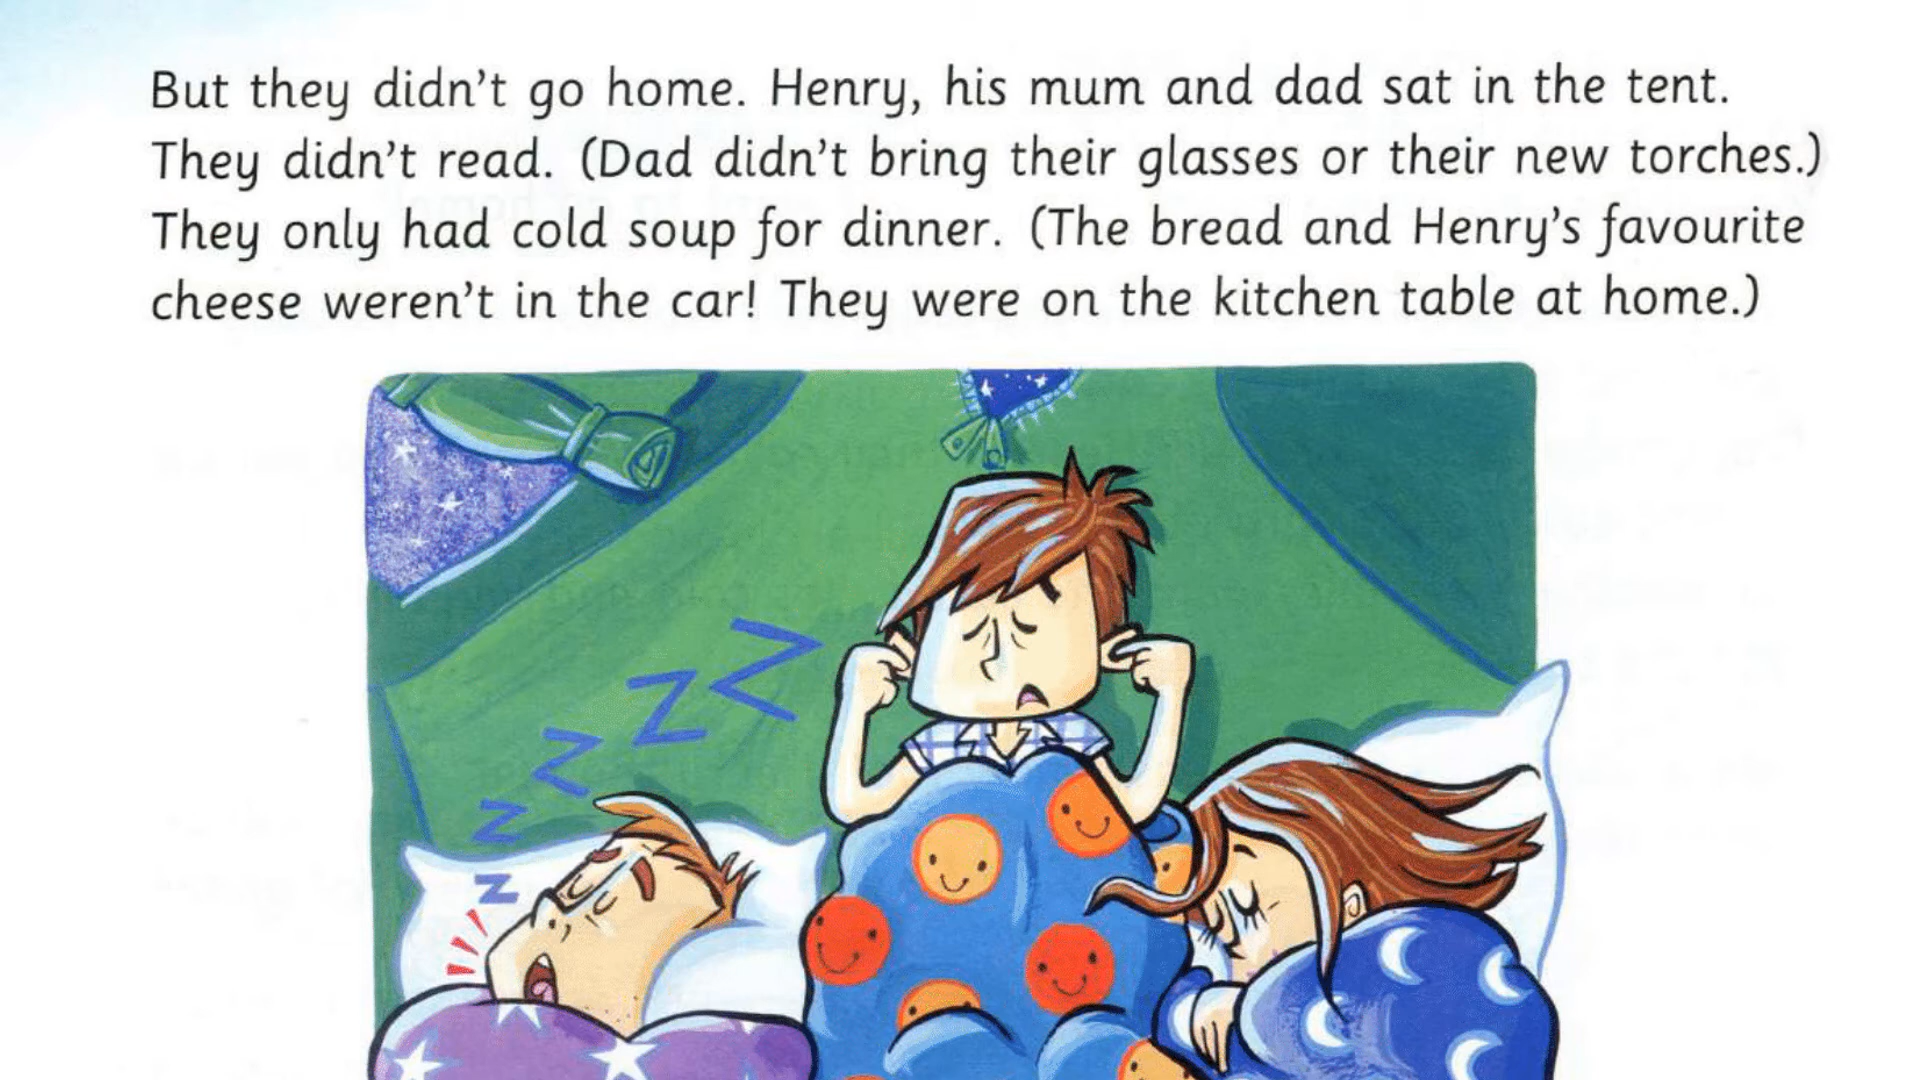 But they didn't go home. Henry, his mum and dad sat in the tent.
They didn't read. (Dad didn't bring their glasses or their new torches.)
They only had cold soup for dinner. (The bread and Henry's favourite
cheese weren't in the car! They were on the kitchen table at home.)
Z
Z
Z
Z
Z